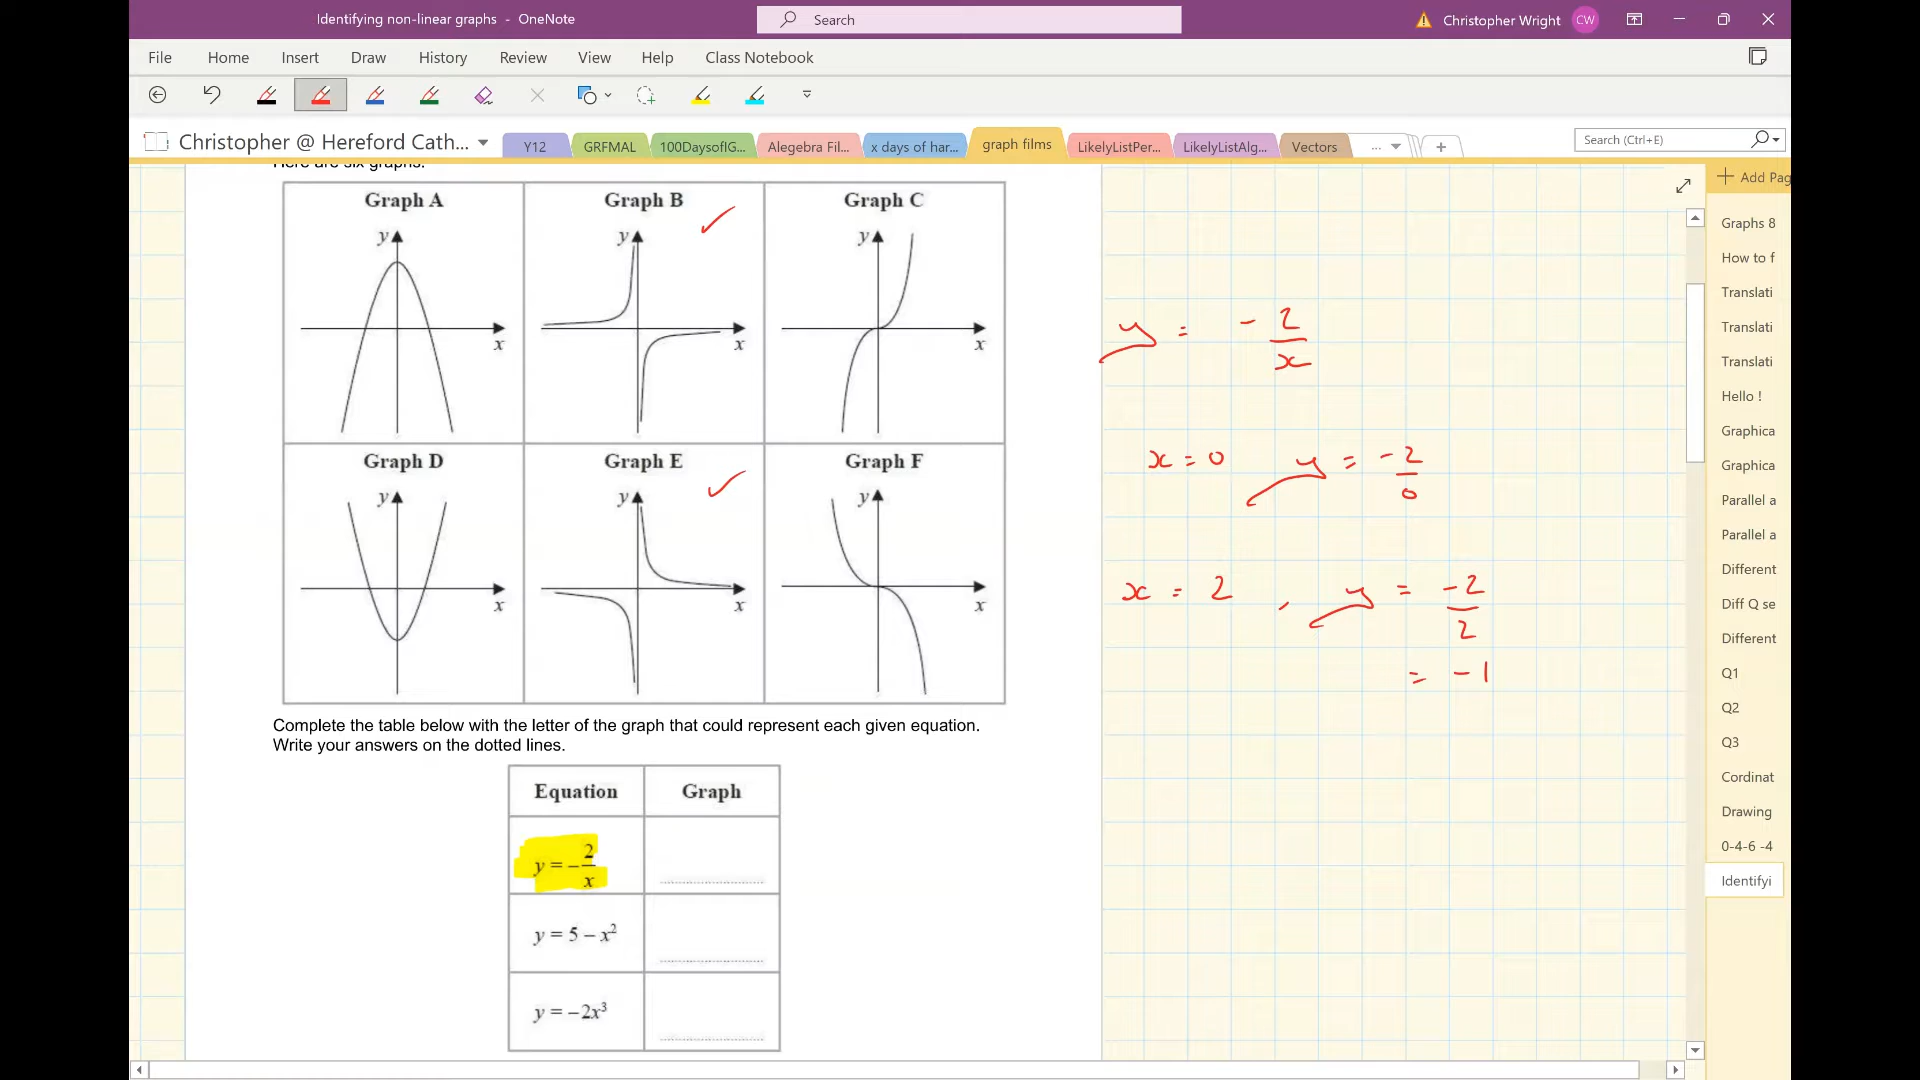 Identifying non-linear graphs - OneNote
Search
Christopher Wright CW
File Home Insert Draw History Review View Help Class Notebook
Christopher @ Hereford Cath...
Y12 GRFMAL 100DaysofIG... Alegebra Fil... x days of har... graph films LikelyListPer... LikelyListAlg... Vectors ... +
Search (Ctrl+E)
Add Pag
Here are six graphs.
Graph A Graph B Graph C
y y y
x x x
Graph D Graph E Graph F
y y y
x x x
Complete the table below with the letter of the graph that could represent each given equation.
Write your answers on the dotted lines.
Equation Graph
y = -2/x
y = 5 – x²
y = –2x³
y = -2/x
x = 0 y = -2/0
x = 2, y = -2/2
= -1
Graphs 8
How to f
Translati
Translati
Translati
Hello !
Graphica
Graphica
Parallel a
Parallel a
Different
Diff Q se
Different
Q1
Q2
Q3
Cordinat
Drawing
0-4-6 -4
Identifyi